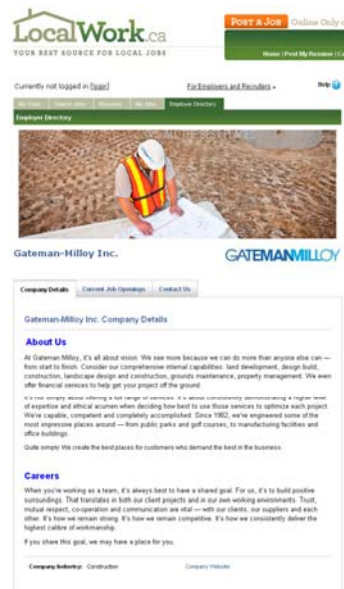 LocalWork.ca
YOUR BEST SOURCE FOR LOCAL JOBS
POST A JOB Online Only
Home | Post My Resume |
Currently not logged in [login]
For Employers and Recruiters
Help
My Tools Search Jobs Resumes My Jobs Employer Directory
Employer Directory
ALL THE BEST PLACES
Gateman-Milloy Inc.
GATEMANMILLOY
Company Details Current Job Openings Contact Us
Gateman-Milloy Inc. Company Details
About Us
At Gateman Milloy, it's all about vision. We see more because we can do more than anyone else can —
from start to finish. Consider our comprehensive internal capabilities: land development, design build,
construction, landscape design and construction, grounds maintenance, property management. We even
offer financial services to help get your project off the ground.
It's not simply about offering a full range of services. It's about consistently demonstrating a higher level
of expertise and ethical acumen when deciding how best to use those services to optimize each project.
We're capable, competent and completely accomplished. Since 1982, we've engineered some of the
most impressive places around — from public parks and golf courses, to manufacturing facilities and
office buildings.
Quite simply We create the best places for customers who demand the best in the business.
Careers
When you're working as a team, it's always best to have a shared goal. For us, it's to build positive
surroundings. That translates in both our client projects and in our own working environments. Trust,
mutual respect, co-operation and communication are vital — with our clients, our suppliers and each
other. It's how we remain strong. It's how we remain competitive. It's how we consistently deliver the
highest calibre of workmanship.
If you share this goal, we may have a place for you.
Company Industry: Construction
Company Website